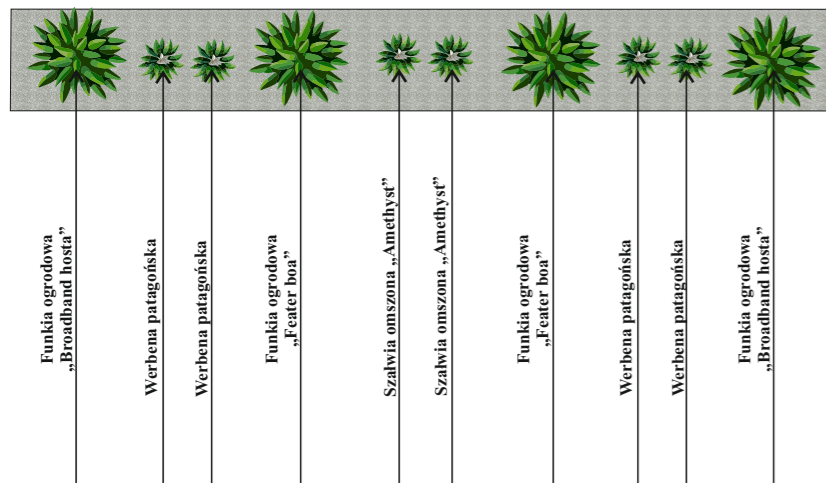 Funkia ogrodowa
„Broadband hosta”
Werbena patagońska
Werbena patagońska
Funkia ogrodowa
„Feater boa”
Szałwia omszona „Amethyst”
Szałwia omszona „Amethyst”
Funkia ogrodowa
„Feater boa”
Werbena patagońska
Werbena patagońska
Funkia ogrodowa
„Broadband hosta”